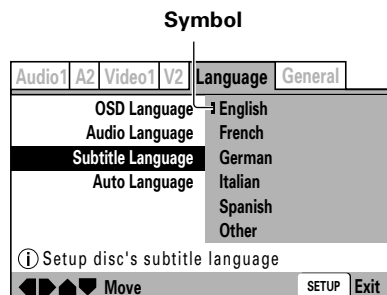 Symbol
Audio1 A2 Video1 V2 Language General
OSD Language English
Audio Language French
Subtitle Language German
Auto Language Italian
Spanish
Other
i Setup disc's subtitle language
Move SETUP Exit